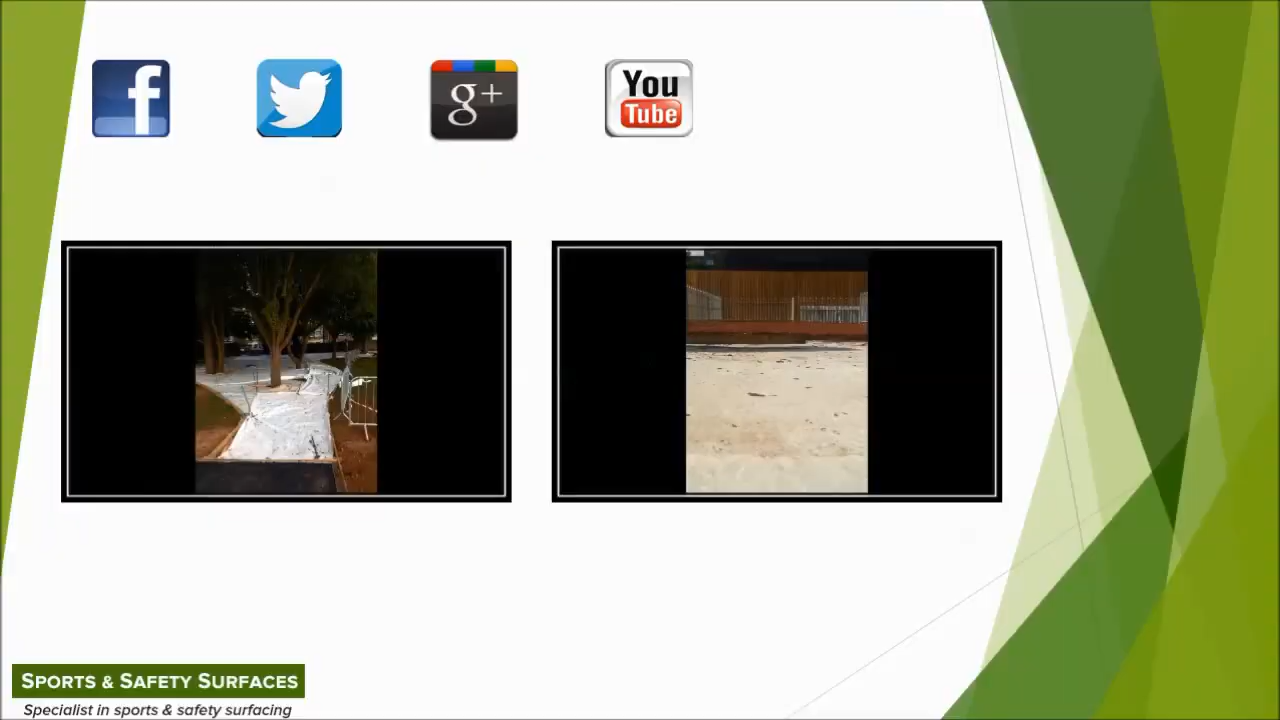 f
g+
You
Tube
SPORTS & SAFETY SURFACES
Specialist in sports & safety surfacing